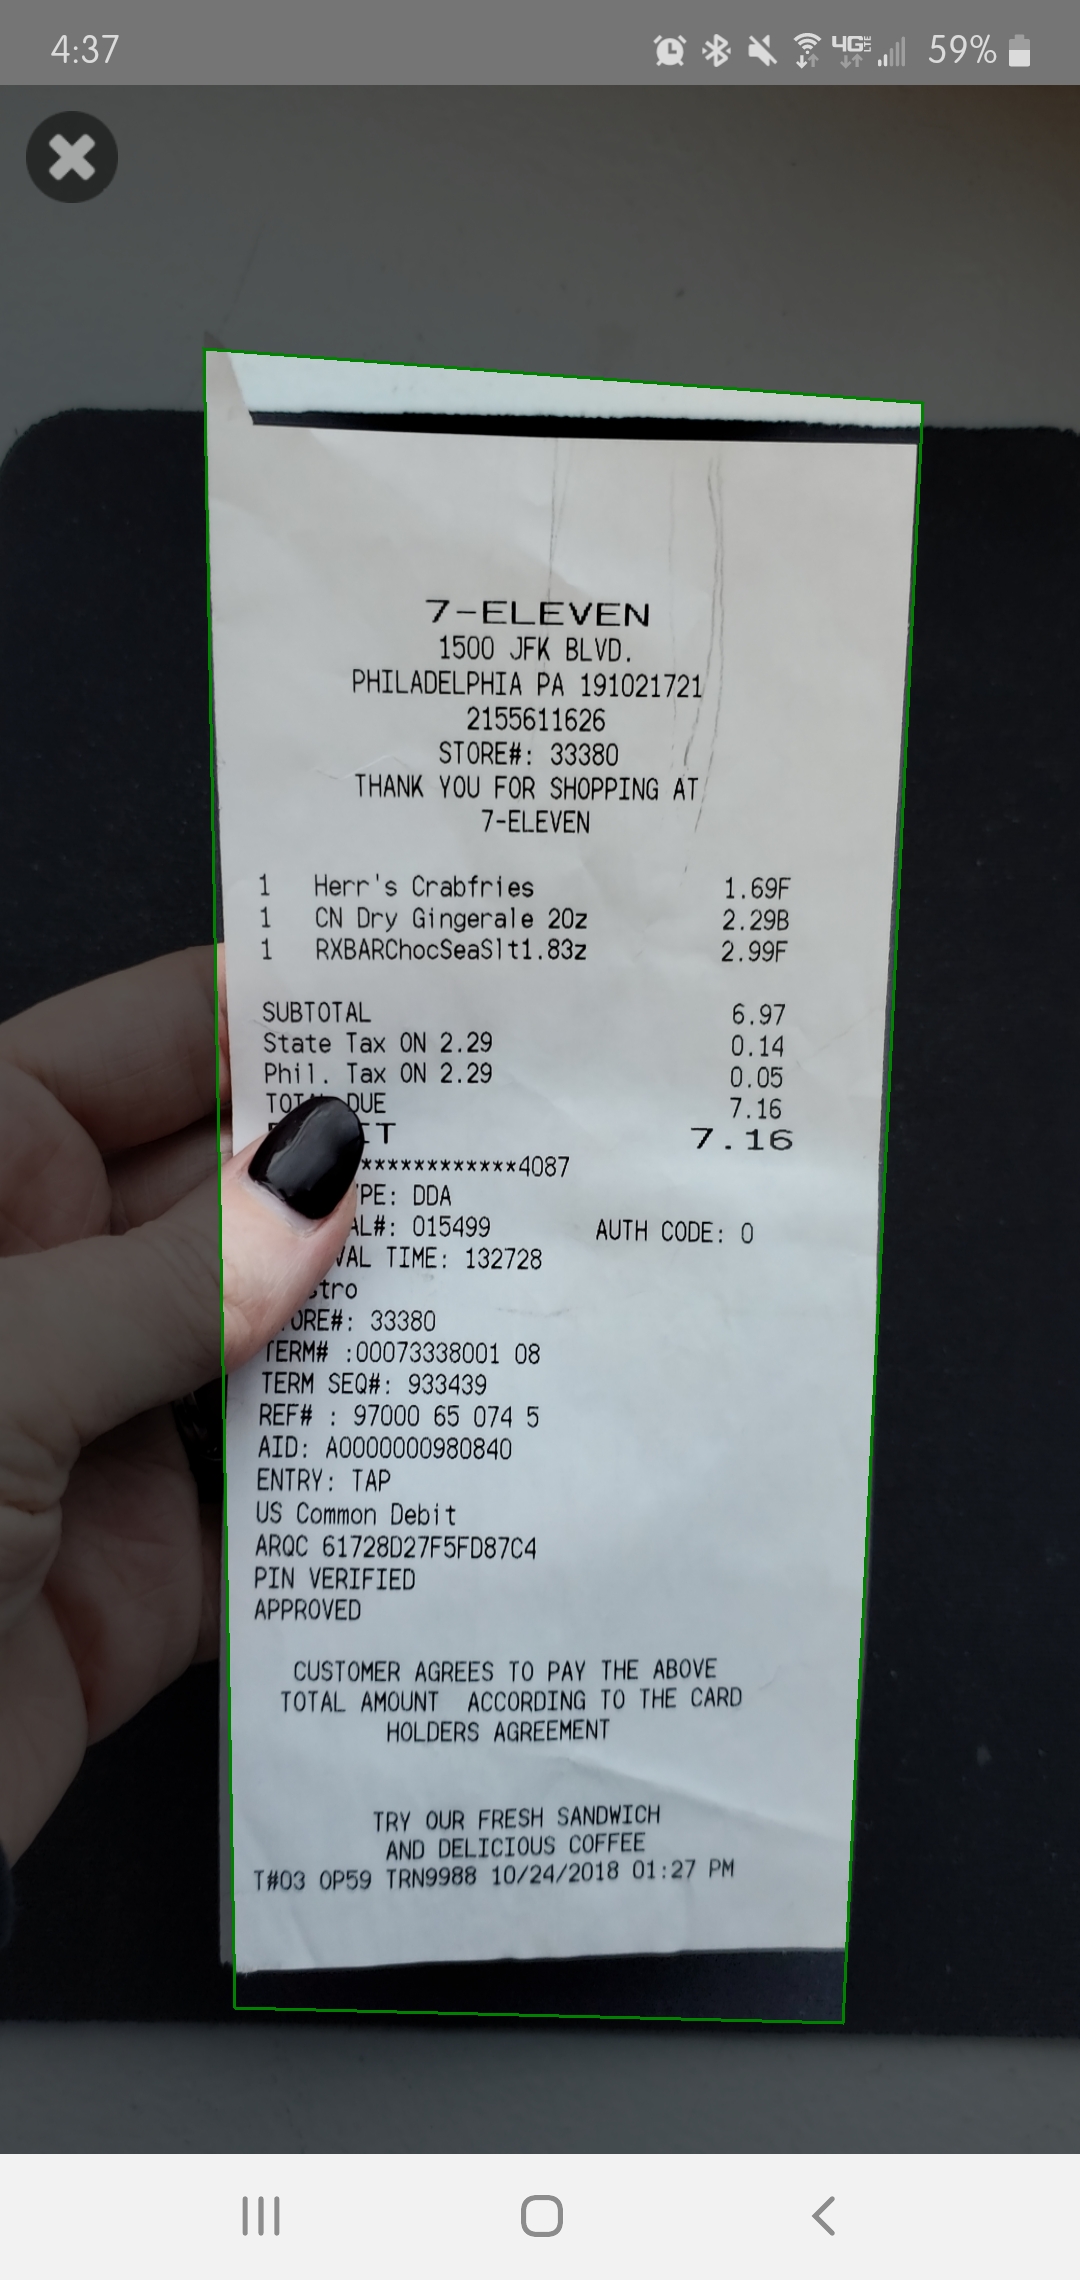 4:37 4G LTE 59%
7-ELEVEN
1500 JFK BLVD.
PHILADELPHIA PA 191021721
2155611626
STORE#: 33380
THANK YOU FOR SHOPPING AT
7-ELEVEN
1 Herr's Crabfries 1.69F
1 CN Dry Gingerale 20z 2.29B
1 RXBARChocSeaSlt1.83z 2.99F
SUBTOTAL 6.97
State Tax ON 2.29 0.14
Phil. Tax ON 2.29 0.05
DUE 7.16
7.16
************4087
DDA
015499 AUTH CODE: 0
TIME: 132728
33380
TERM# :00073338001 08
TERM SEQ#: 933439
REF# : 97000 65 074 5
AID: A0000000980840
ENTRY: TAP
US Common Debit
ARQC 61728D27F5FD87C4
PIN VERIFIED
APPROVED
CUSTOMER AGREES TO PAY THE ABOVE
TOTAL AMOUNT ACCORDING TO THE CARD
HOLDERS AGREEMENT
TRY OUR FRESH SANDWICH
AND DELICIOUS COFFEE
T#03 OP59 TRN9988 10/24/2018 01:27 PM